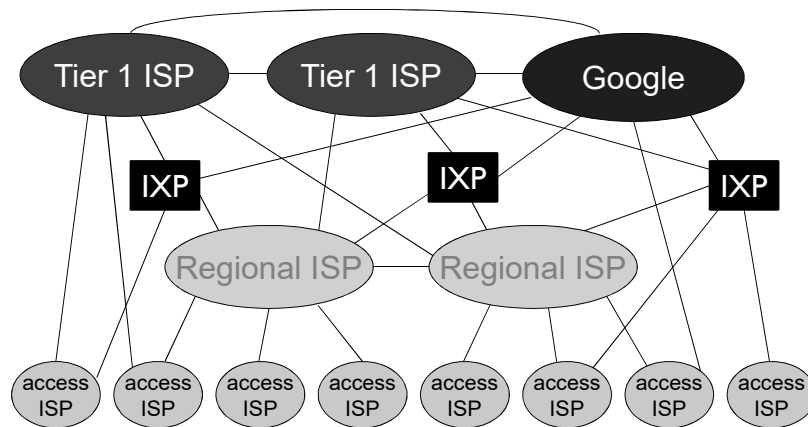 Tier 1 ISP
Tier 1 ISP
Google
IXP
IXP
IXP
Regional ISP
Regional ISP
access
ISP
access
ISP
access
ISP
access
ISP
access
ISP
access
ISP
access
ISP
access
ISP